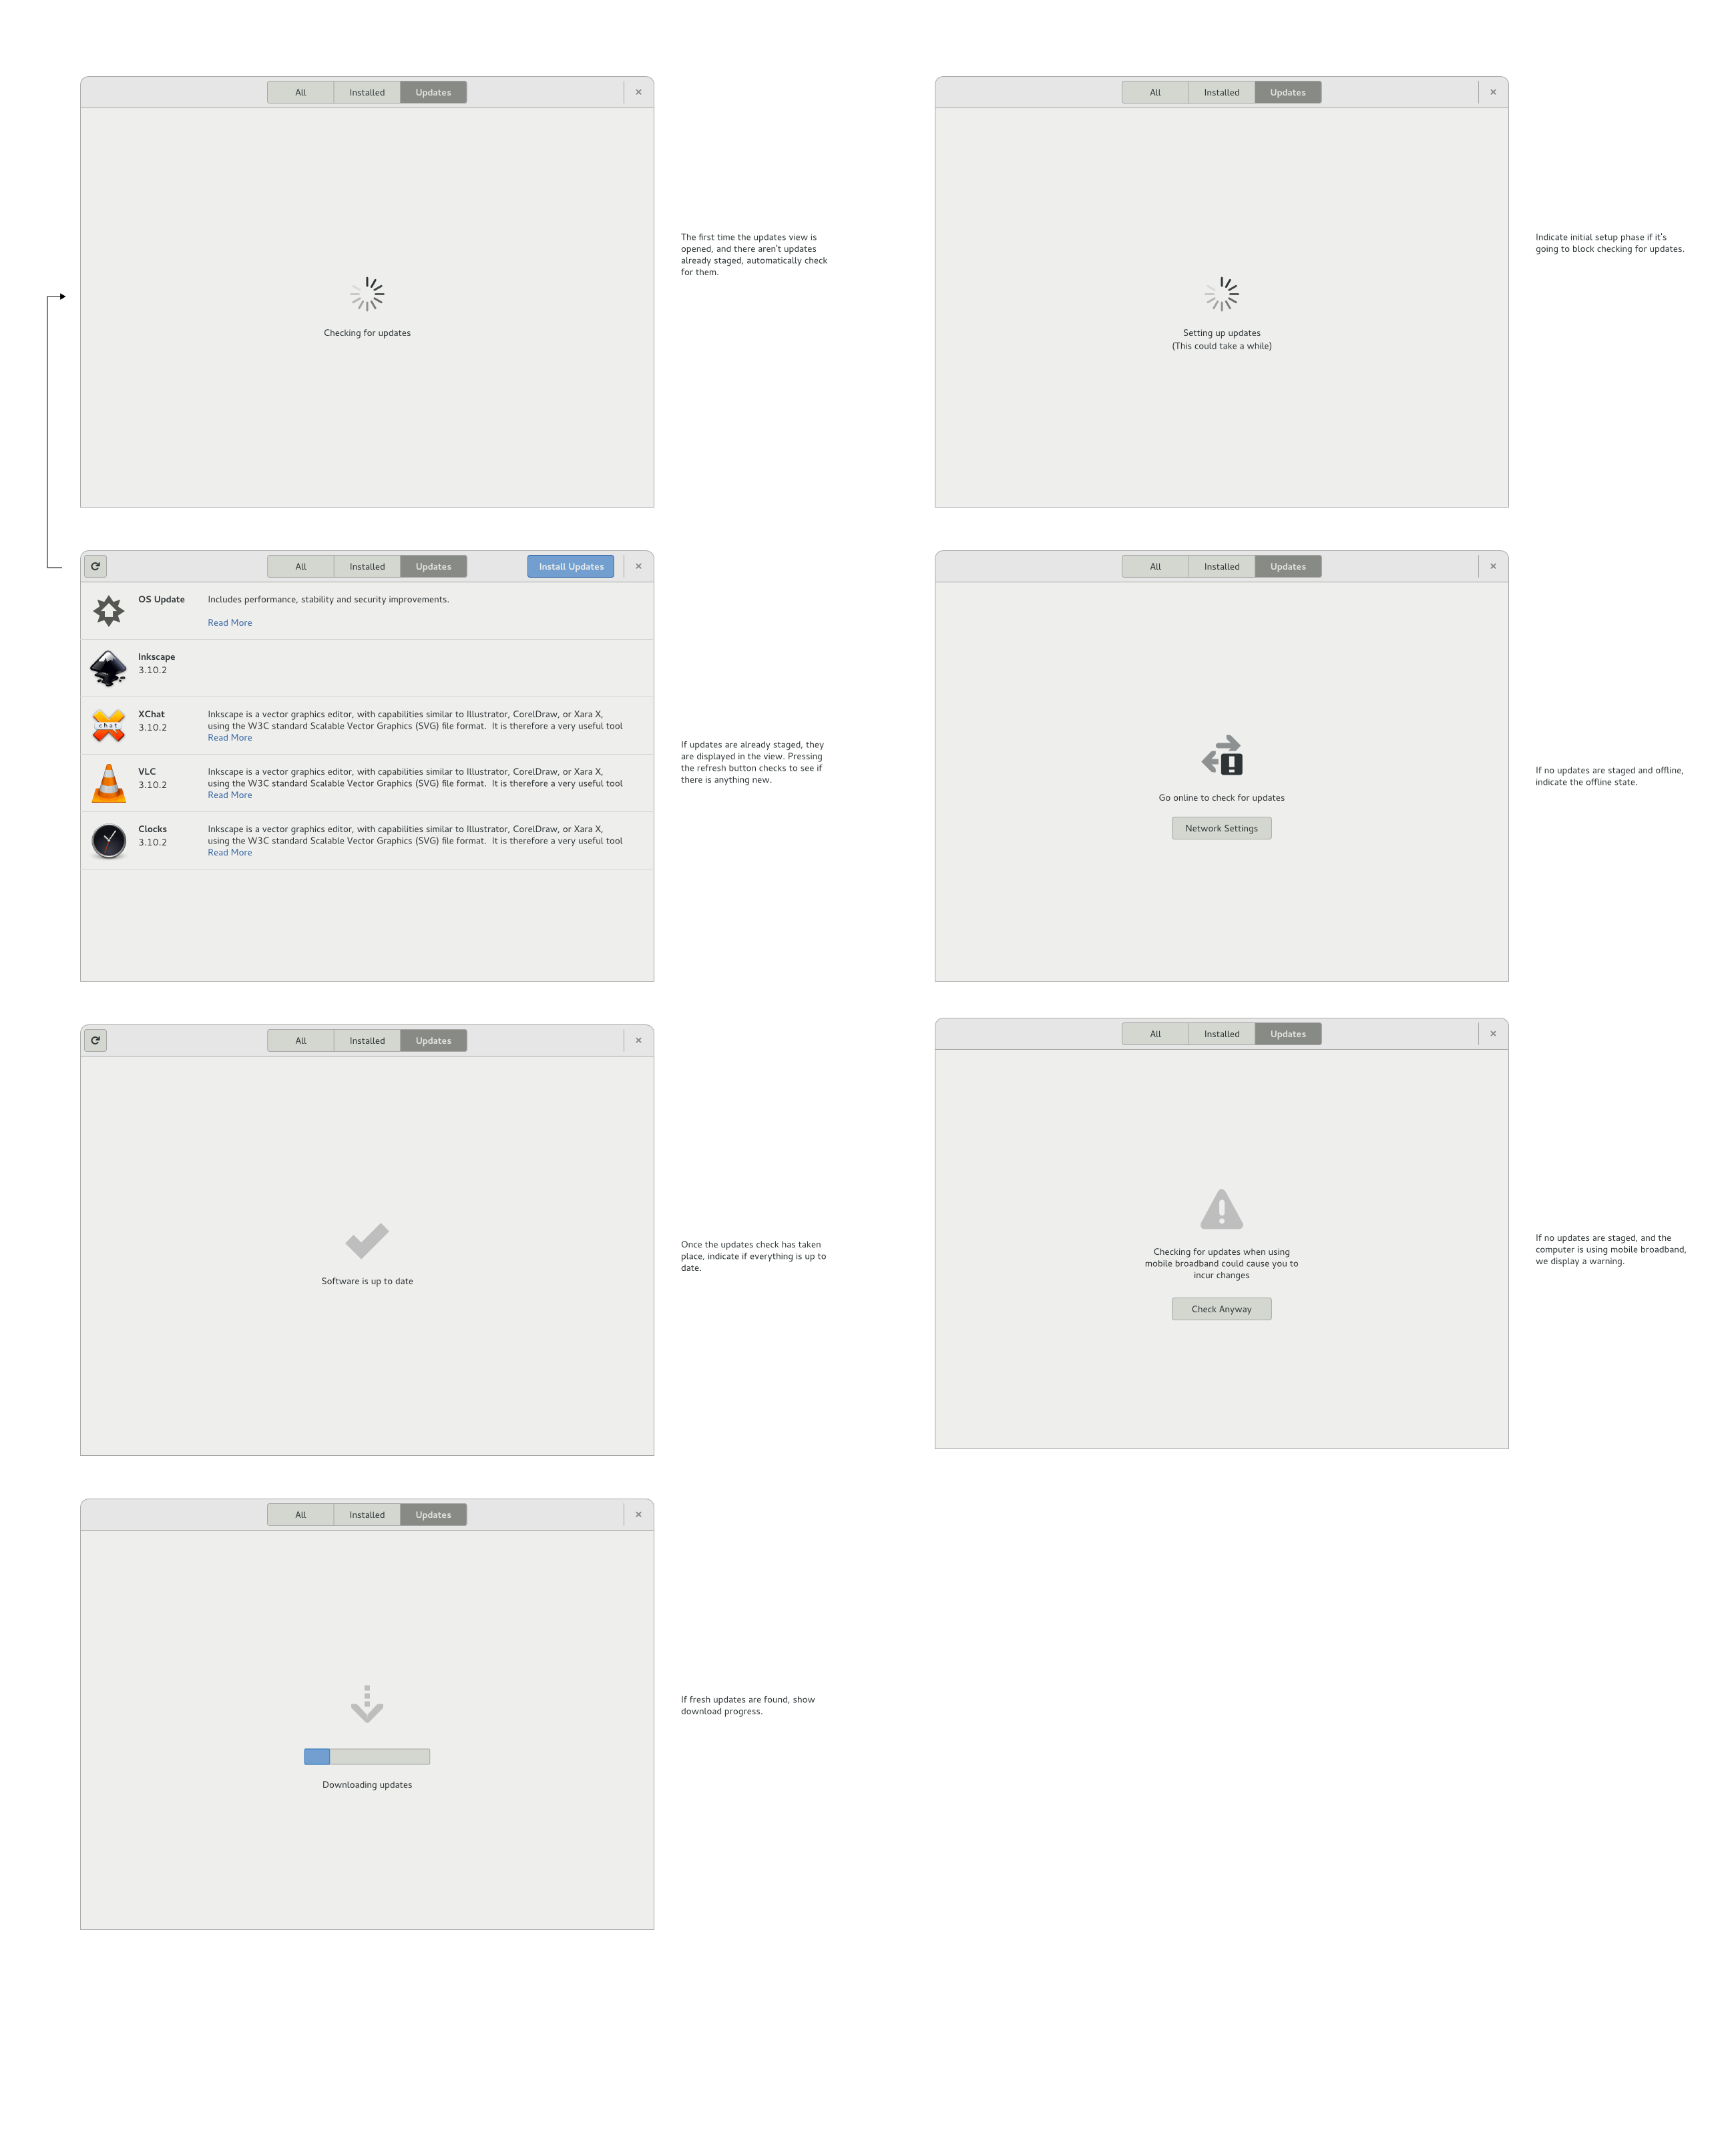 All Installed Updates
Checking for updates
The first time the updates view is
opened, and there aren't updates
already staged, automatically check
for them.
All Installed Updates
Setting up updates
(This could take a while)
Indicate initial setup phase if it's
going to block checking for updates.
All Installed Updates Install Updates
OS Update Includes performance, stability and security improvements.
Read More
Inkscape
3.10.2
XChat Inkscape is a vector graphics editor, with capabilities similar to Illustrator, CorelDraw, or Xara X,
3.10.2 using the W3C standard Scalable Vector Graphics (SVG) file format. It is therefore a very useful tool
Read More
VLC Inkscape is a vector graphics editor, with capabilities similar to Illustrator, CorelDraw, or Xara X,
3.10.2 using the W3C standard Scalable Vector Graphics (SVG) file format. It is therefore a very useful tool
Read More
Clocks Inkscape is a vector graphics editor, with capabilities similar to Illustrator, CorelDraw, or Xara X,
3.10.2 using the W3C standard Scalable Vector Graphics (SVG) file format. It is therefore a very useful tool
Read More
chat
If updates are already staged, they
are displayed in the view. Pressing
the refresh button checks to see if
there is anything new.
All Installed Updates
Go online to check for updates
Network Settings
If no updates are staged and offline,
indicate the offline state.
All Installed Updates
Software is up to date
Once the updates check has taken
place, indicate if everything is up to
date.
All Installed Updates
Checking for updates when using
mobile broadband could cause you to
incur changes
Check Anyway
If no updates are staged, and the
computer is using mobile broadband,
we display a warning.
All Installed Updates
Downloading updates
If fresh updates are found, show
download progress.